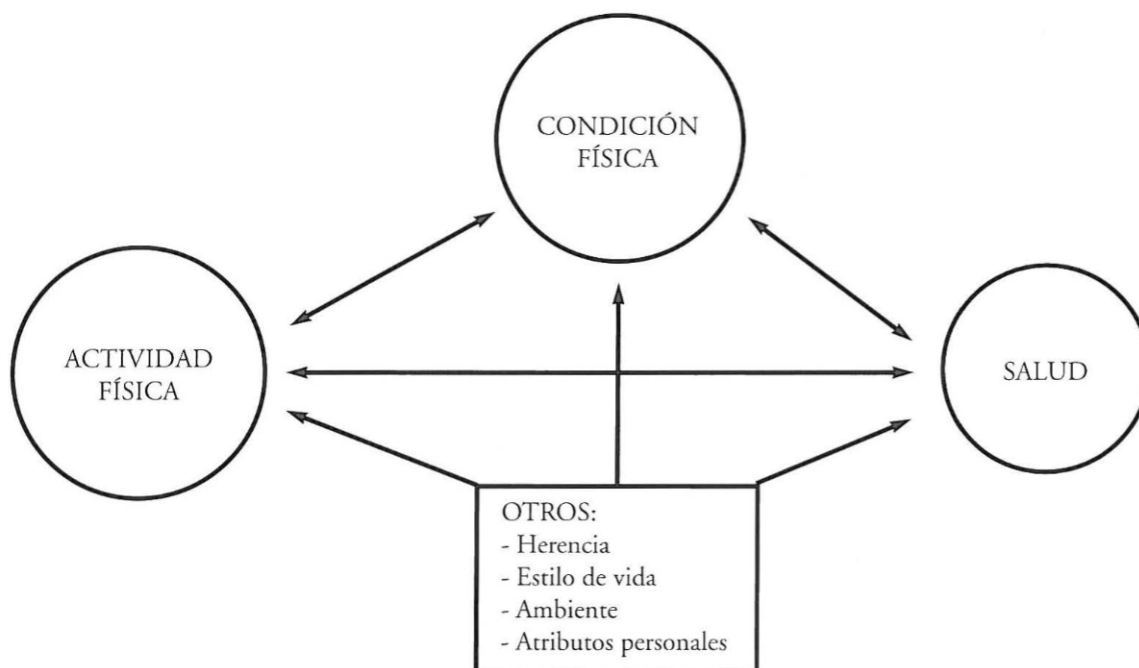 CONDICIÓN
FÍSICA
ACTIVIDAD
FÍSICA
SALUD
OTROS:
- Herencia
- Estilo de vida
- Ambiente
- Atributos personales